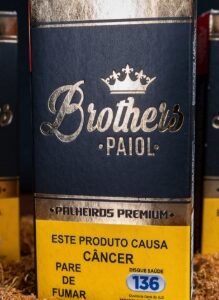 Brothers
• PAIOL •
• PALHEIROS PREMIUM •
ESTE PRODUTO CAUSA
CÂNCER
PARE DE
FUMAR
DISQUE SAÚDE
136